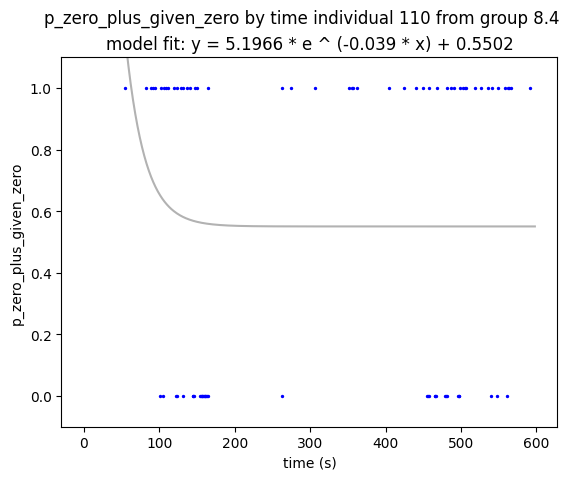 p_zero_plus_given_zero by time individual 110 from group 8.4
model fit: y = 5.1966 * e ^ (-0.039 * x) + 0.5502
p_zero_plus_given_zero
1.0
0.8
0.6
0.4
0.2
0.0
0 100 200 300 400 500 600
time (s)